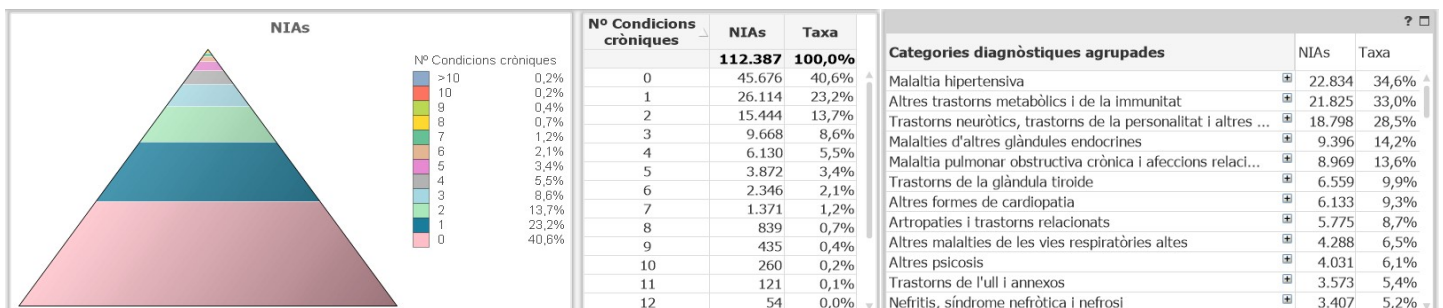 NIAs
Nº Condicions cròniques
>10 0,2%
10 0,2%
9 0,4%
8 0,7%
7 1,2%
6 2,1%
5 3,4%
4 5,5%
3 8,6%
2 13,7%
1 23,2%
0 40,6%
Nº Condicions cròniques NIAs Taxa
112.387 100,0%
0 45.676 40,6%
1 26.114 23,2%
2 15.444 13,7%
3 9.668 8,6%
4 6.130 5,5%
5 3.872 3,4%
6 2.346 2,1%
7 1.371 1,2%
8 839 0,7%
9 435 0,4%
10 260 0,2%
11 121 0,1%
12 54 0,0%
?
Categories diagnòstiques agrupades NIAs Taxa
Malaltia hipertensiva 22.834 34,6%
Altres trastorns metabòlics i de la immunitat 21.825 33,0%
Trastorns neuròtics, trastorns de la personalitat i altres ... 18.798 28,5%
Malalties d'altres glàndules endocrines 9.396 14,2%
Malaltia pulmonar obstructiva crònica i afeccions relaci... 8.969 13,6%
Trastorns de la glàndula tiroide 6.559 9,9%
Altres formes de cardiopatia 6.133 9,3%
Artropaties i trastorns relacionats 5.775 8,7%
Altres malalties de les vies respiratòries altes 4.288 6,5%
Altres psicosis 4.031 6,1%
Trastorns de l'ull i annexos 3.573 5,4%
Nefritis, síndrome nefròtica i nefrosi 3.407 5,2%